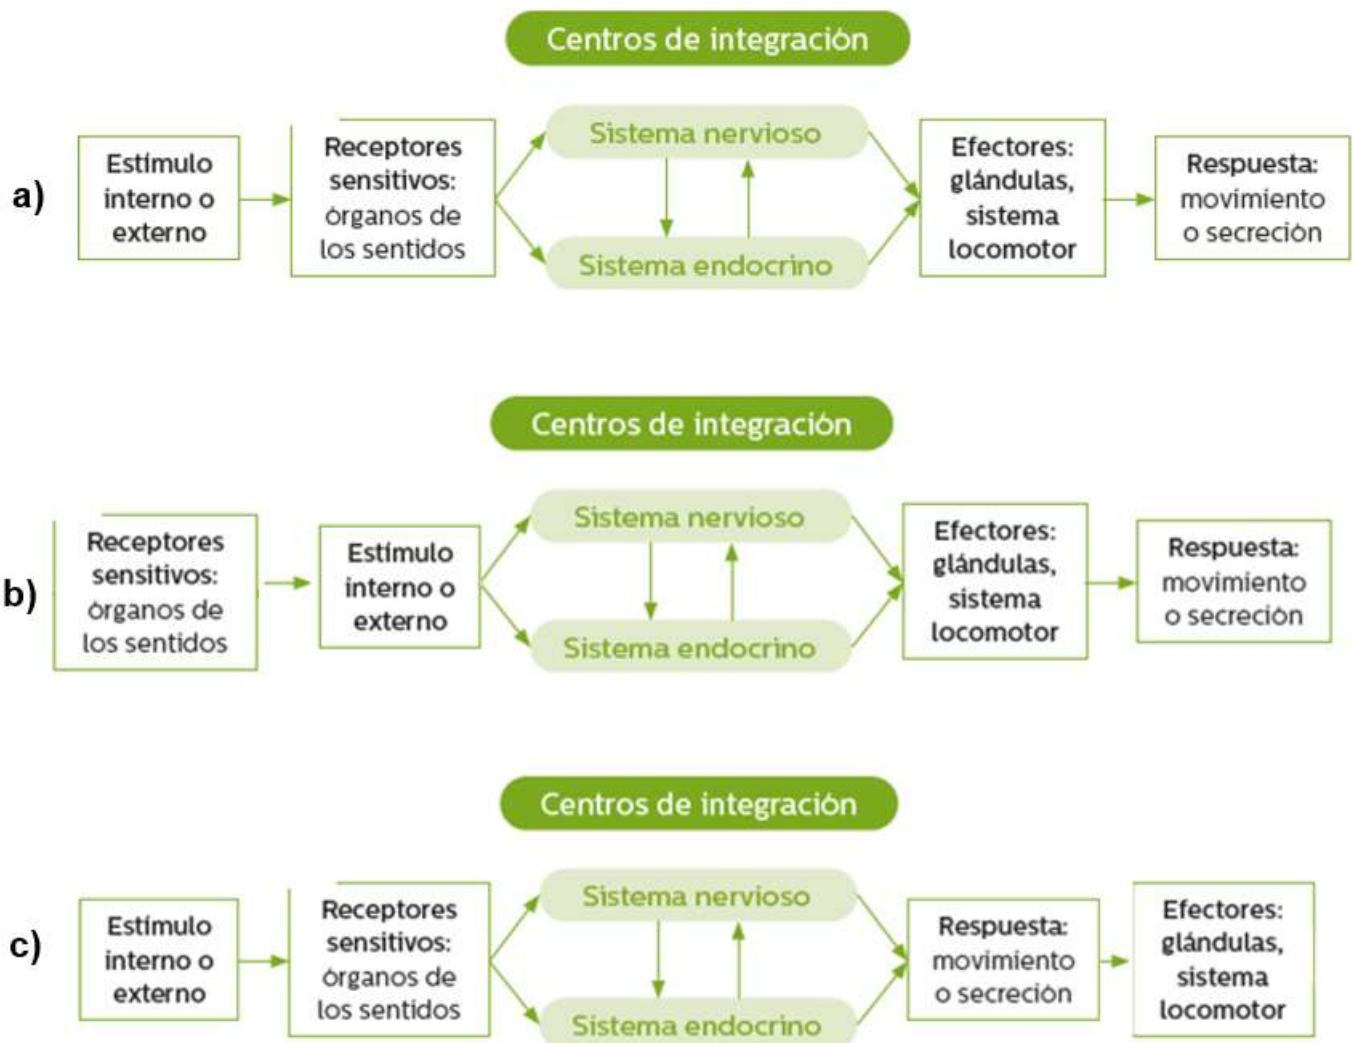 Centros de integración
a)
Estímulo
interno o
externo
Receptores
sensitivos:
órganos de
los sentidos
Sistema nervioso
Sistema endocrino
Efectores:
glándulas,
sistema
locomotor
Respuesta:
movimiento
o secreción
Centros de integración
b)
Receptores
sensitivos:
órganos de
los sentidos
Estímulo
interno o
externo
Sistema nervioso
Sistema endocrino
Efectores:
glándulas,
sistema
locomotor
Respuesta:
movimiento
o secreción
Centros de integración
c)
Estímulo
interno o
externo
Receptores
sensitivos:
órganos de
los sentidos
Sistema nervioso
Sistema endocrino
Respuesta:
movimiento
o secreción
Efectores:
glándulas,
sistema
locomotor